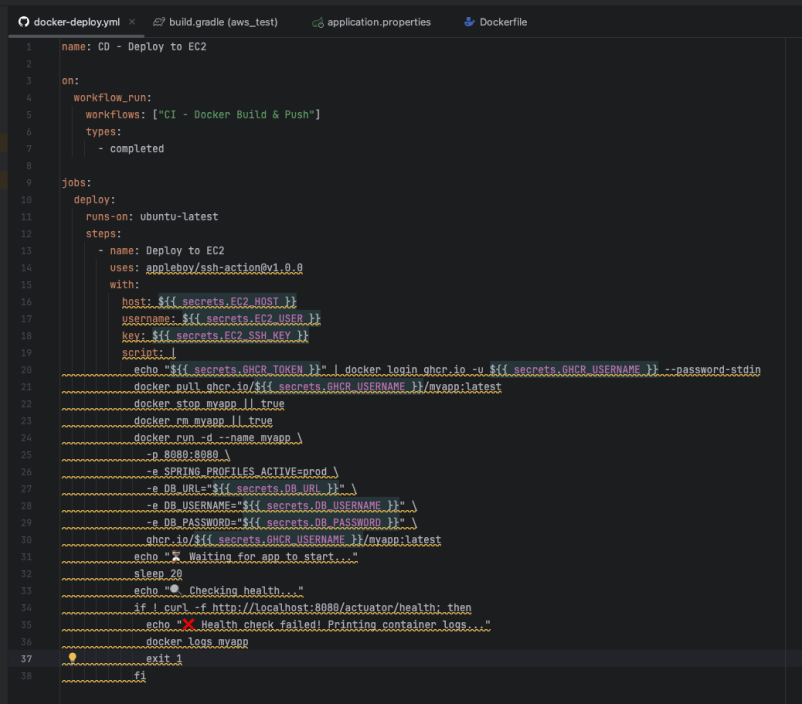 docker-deploy.yml × build.gradle (aws_test) application.properties Dockerfile
1 name: CD - Deploy to EC2
2
3 on:
4 workflow_run:
5 workflows: ["CI - Docker Build & Push"]
6 types:
7 - completed
8
9 jobs:
10 deploy:
11 runs-on: ubuntu-latest
12 steps:
13 - name: Deploy to EC2
14 uses: appleboy/ssh-action@v1.0.0
15 with:
16 host: ${{ secrets.EC2_HOST }}
17 username: ${{ secrets.EC2_USER }}
18 key: ${{ secrets.EC2_SSH_KEY }}
19 script: |
20 echo "${{ secrets.GHCR_TOKEN }}" | docker login ghcr.io -u ${{ secrets.GHCR_USERNAME }} --password-stdin
21 docker pull ghcr.io/${{ secrets.GHCR_USERNAME }}/myapp:latest
22 docker stop myapp || true
23 docker rm myapp || true
24 docker run -d --name myapp \
25 -p 8080:8080 \
26 -e SPRING_PROFILES_ACTIVE=prod \
27 -e DB_URL="${{ secrets.DB_URL }}" \
28 -e DB_USERNAME="${{ secrets.DB_USERNAME }}" \
29 -e DB_PASSWORD="${{ secrets.DB_PASSWORD }}" \
30 ghcr.io/${{ secrets.GHCR_USERNAME }}/myapp:latest
31 echo "⏳ Waiting for app to start..."
32 sleep 20
33 echo "🔍 Checking health..."
34 if ! curl -f http://localhost:8080/actuator/health; then
35 echo "❌ Health check failed! Printing container logs..."
36 docker logs myapp
37 exit 1
38 fi